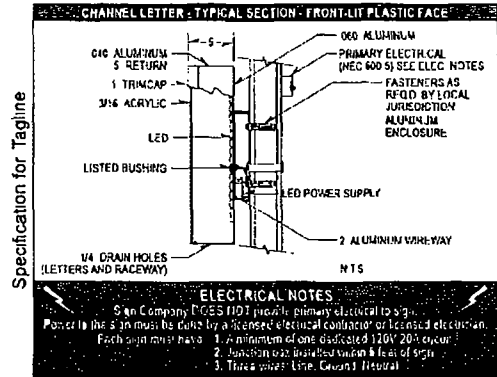 CHANNEL LETTER - TYPICAL SECTION - FRONT-LIT PLASTIC FACE
Specification for Tagline
5
040 ALUMINUM
5 RETURN
1 TRIMCAP
3/16 ACRYLIC
LED
LISTED BUSHING
1/4 DRAIN HOLES
(LETTERS AND RACEWAY)
060 ALUMINUM
PRIMARY ELECTRICAL
(NEC 600 5) SEE ELEC NOTES
FASTENERS AS
REQ'D BY LOCAL
JURISDICTION
ALUMINUM
ENCLOSURE
LED POWER SUPPLY
2 ALUMINUM WIREWAY
NTS
ELECTRICAL NOTES
Sign Company DOES NOT provide primary electrical to sign.
Power to the sign must be done by a licensed electrical contractor or licensed electrician.
Each sign must have 1. A minimum of one dedicated 120V 20A circuit
2. Junction box installed within 6 feet of sign
3. Three wires: Line, Ground, Neutral